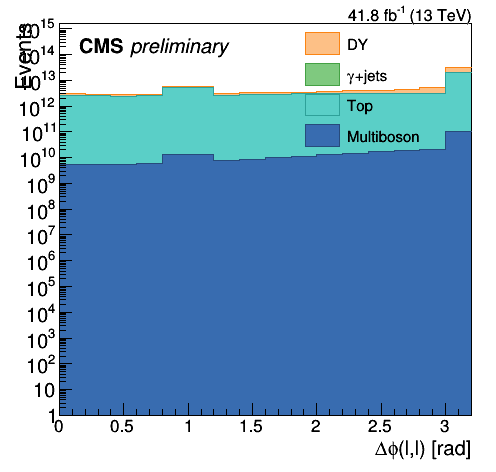 41.8 fb⁻¹ (13 TeV)
Events
CMS preliminary
DY
γ+jets
Top
Multiboson
10¹⁵
10¹⁴
10¹³
10¹²
10¹¹
10¹⁰
10⁹
10⁸
10⁷
10⁶
10⁵
10⁴
10³
10²
10
1
0 0.5 1 1.5 2 2.5 3
Δϕ(l,l) [rad]